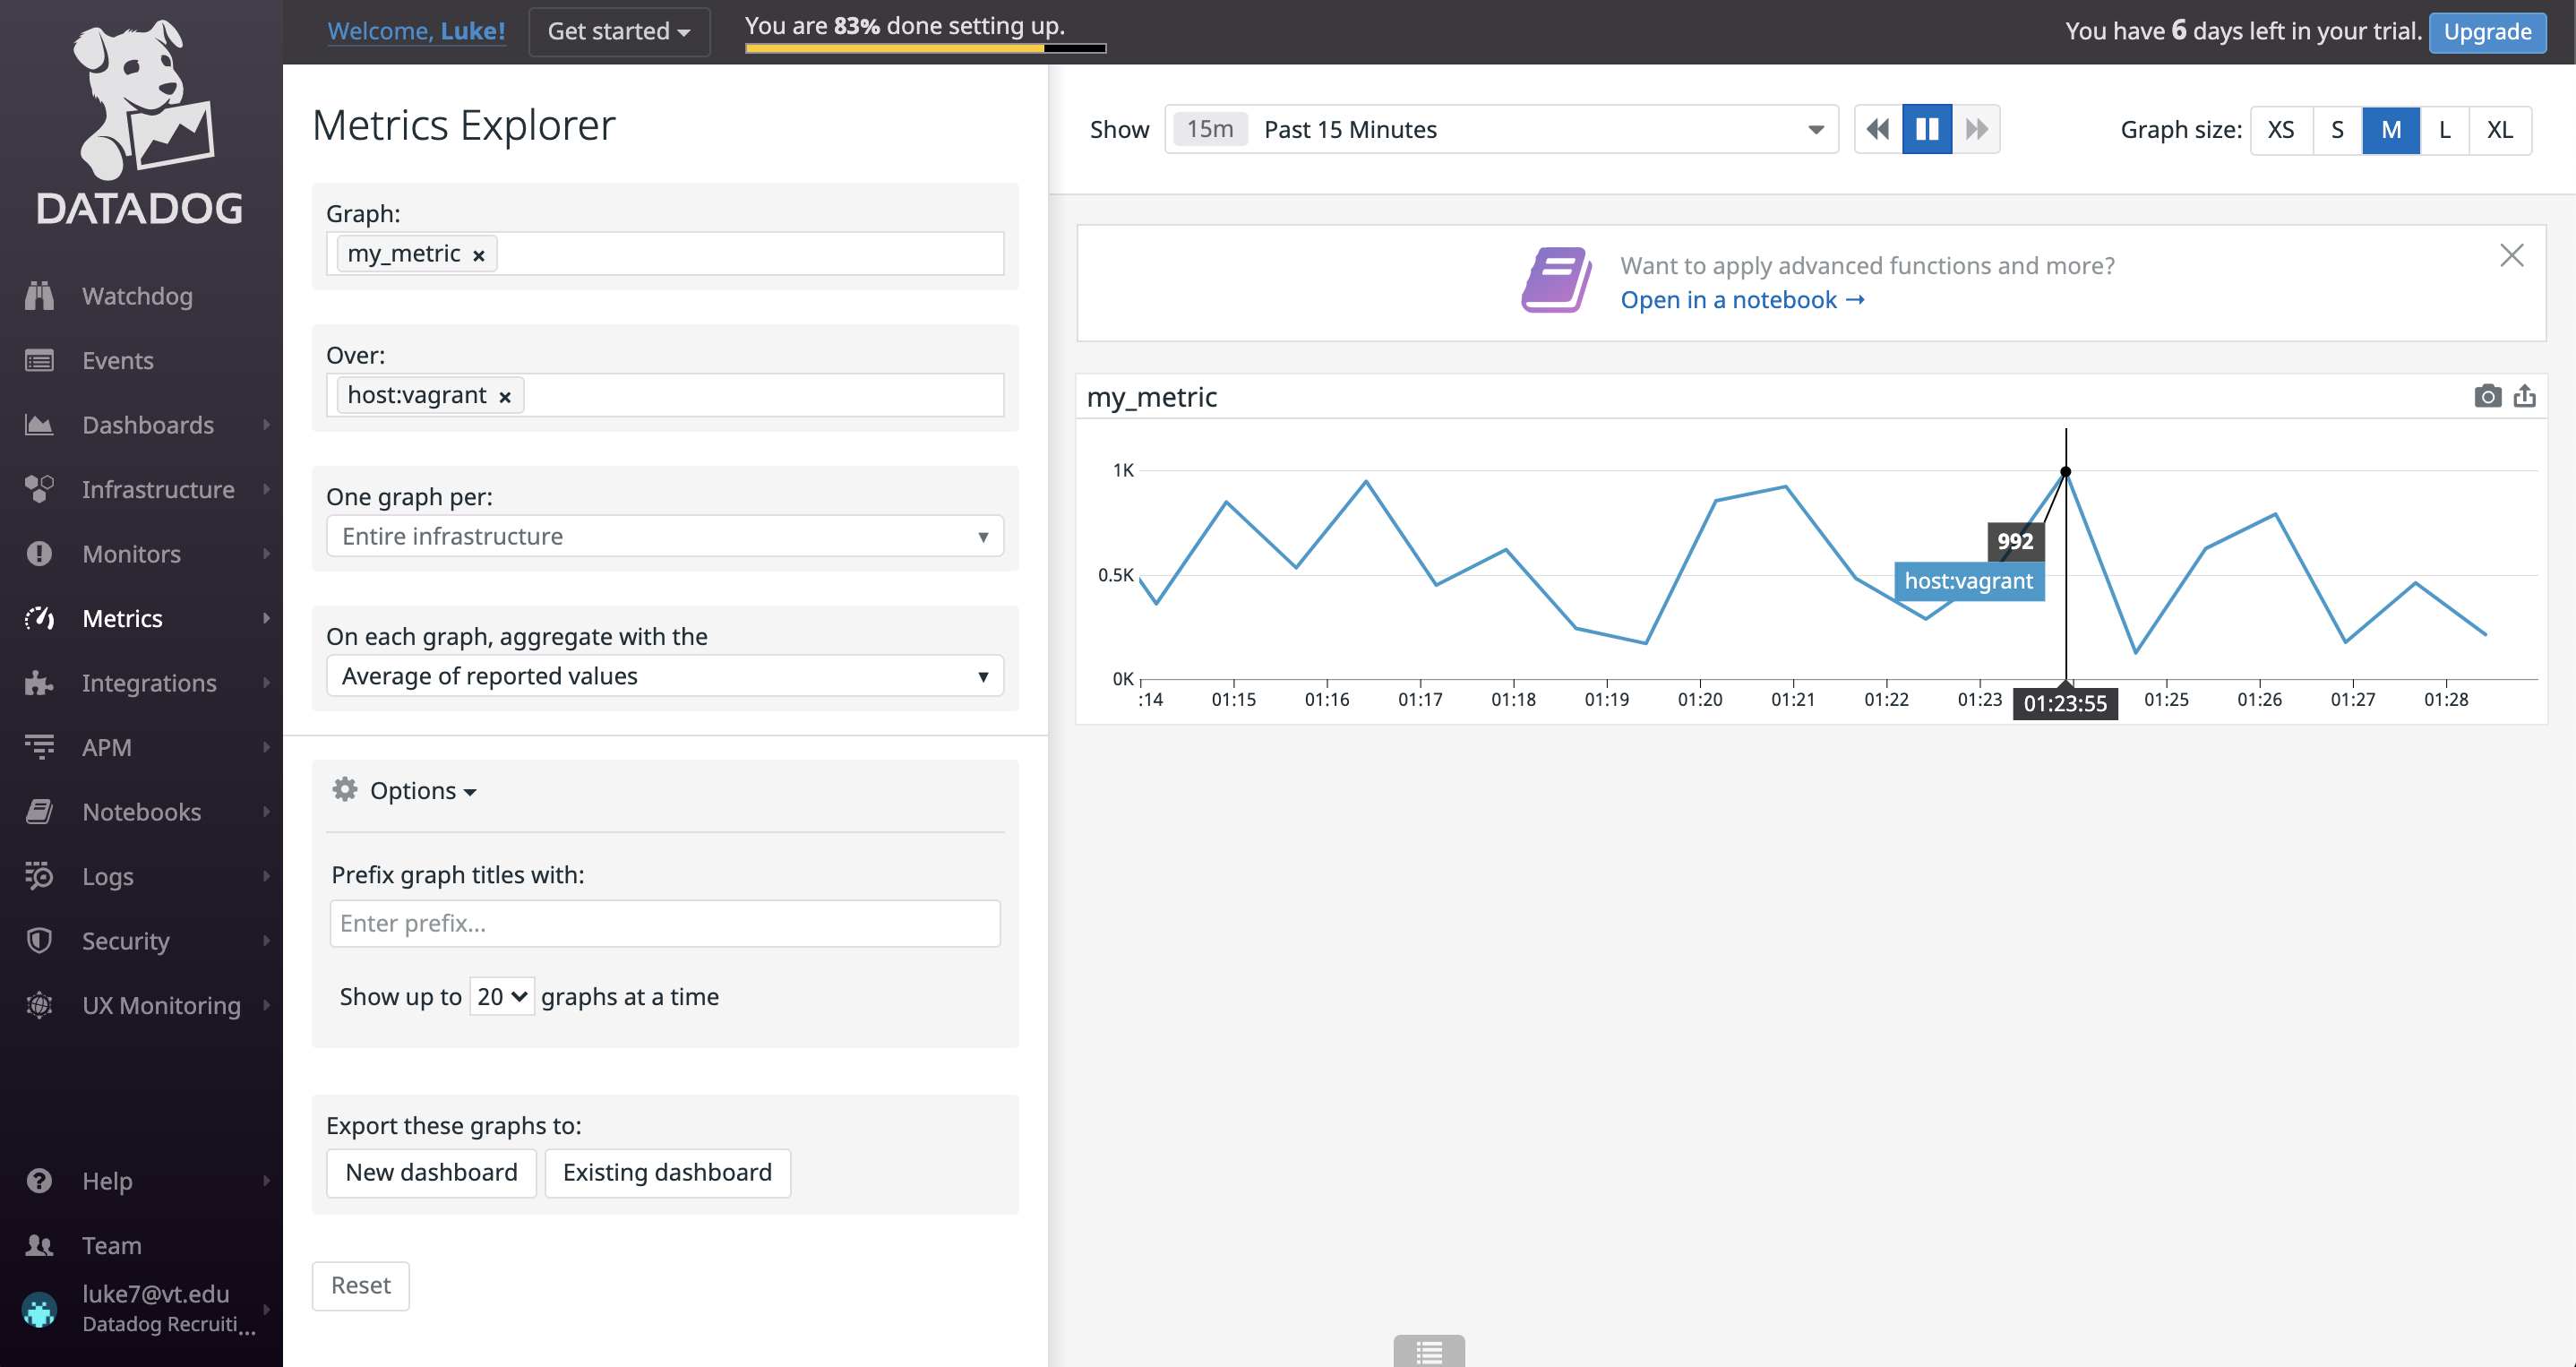 DATADOG
Watchdog
Events
Dashboards
Infrastructure
Monitors
Metrics
Integrations
APM
Notebooks
Logs
Security
UX Monitoring
Help
Team
luke7@vt.edu
Datadog Recruiti...
Welcome, Luke!
Get started
You are 83% done setting up.
You have 6 days left in your trial.
Upgrade
Metrics Explorer
Graph:
my_metric ×
Over:
host:vagrant ×
One graph per:
Entire infrastructure
On each graph, aggregate with the
Average of reported values
Options
Prefix graph titles with:
Enter prefix...
Show up to 20 graphs at a time
Export these graphs to:
New dashboard
Existing dashboard
Reset
Show 15m Past 15 Minutes
Graph size: XS S M L XL
Want to apply advanced functions and more?
Open in a notebook →
my_metric
1K
0.5K
0K
992
host:vagrant
:14 01:15 01:16 01:17 01:18 01:19 01:20 01:21 01:22 01:23 01:23:55 01:25 01:26 01:27 01:28